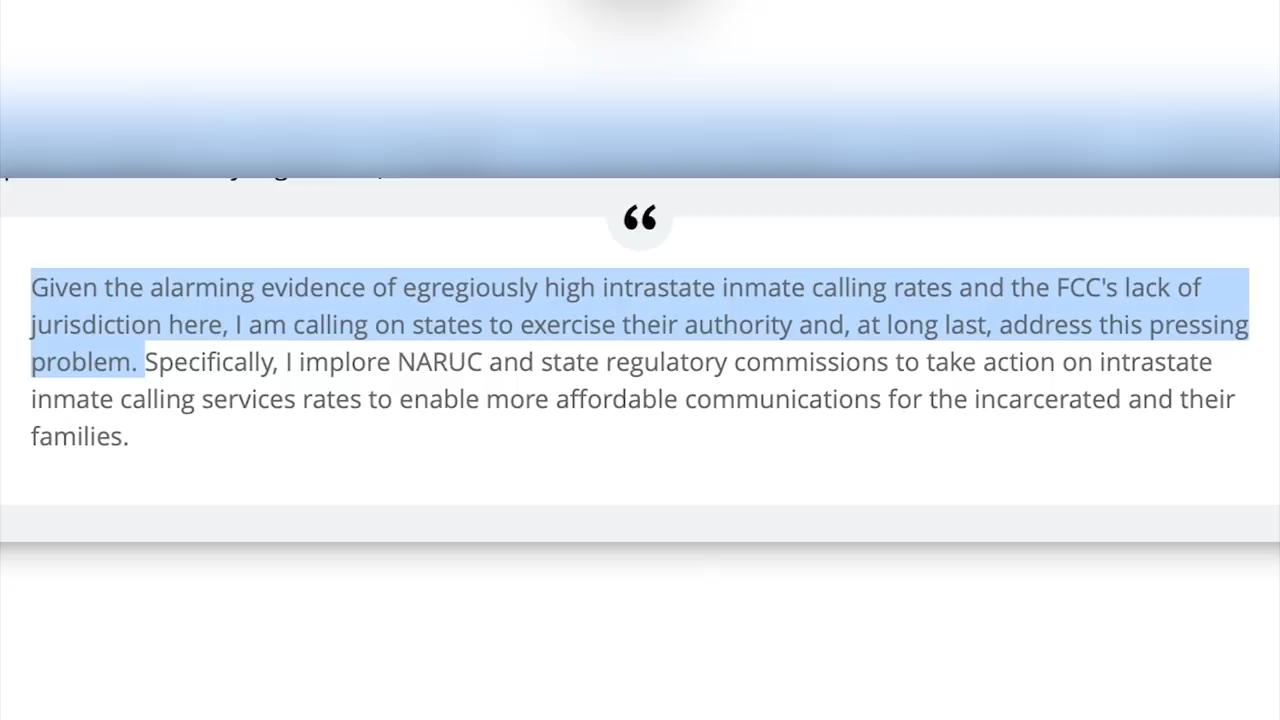 “
Given the alarming evidence of egregiously high intrastate inmate calling rates and the FCC's lack of
jurisdiction here, I am calling on states to exercise their authority and, at long last, address this pressing
problem. Specifically, I implore NARUC and state regulatory commissions to take action on intrastate
inmate calling services rates to enable more affordable communications for the incarcerated and their
families.